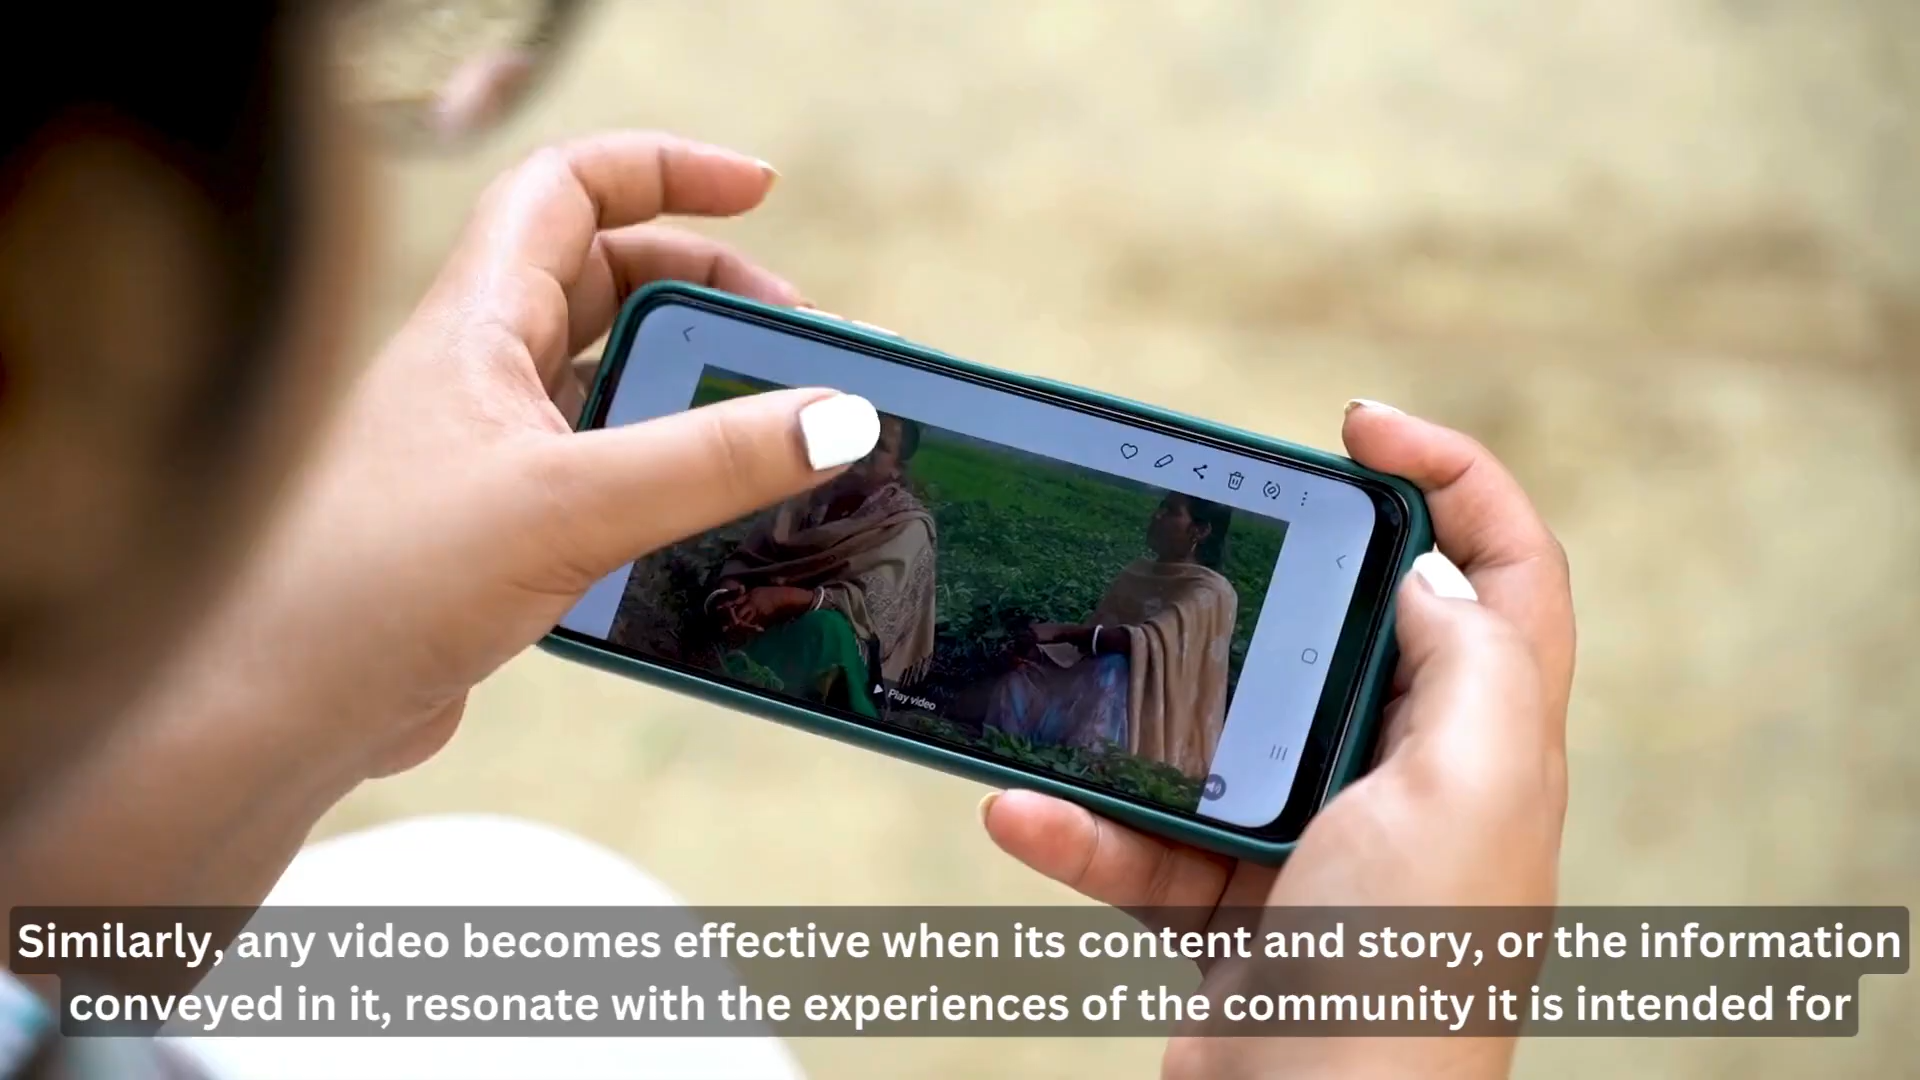 Play video
Similarly, any video becomes effective when its content and story, or the information
conveyed in it, resonate with the experiences of the community it is intended for